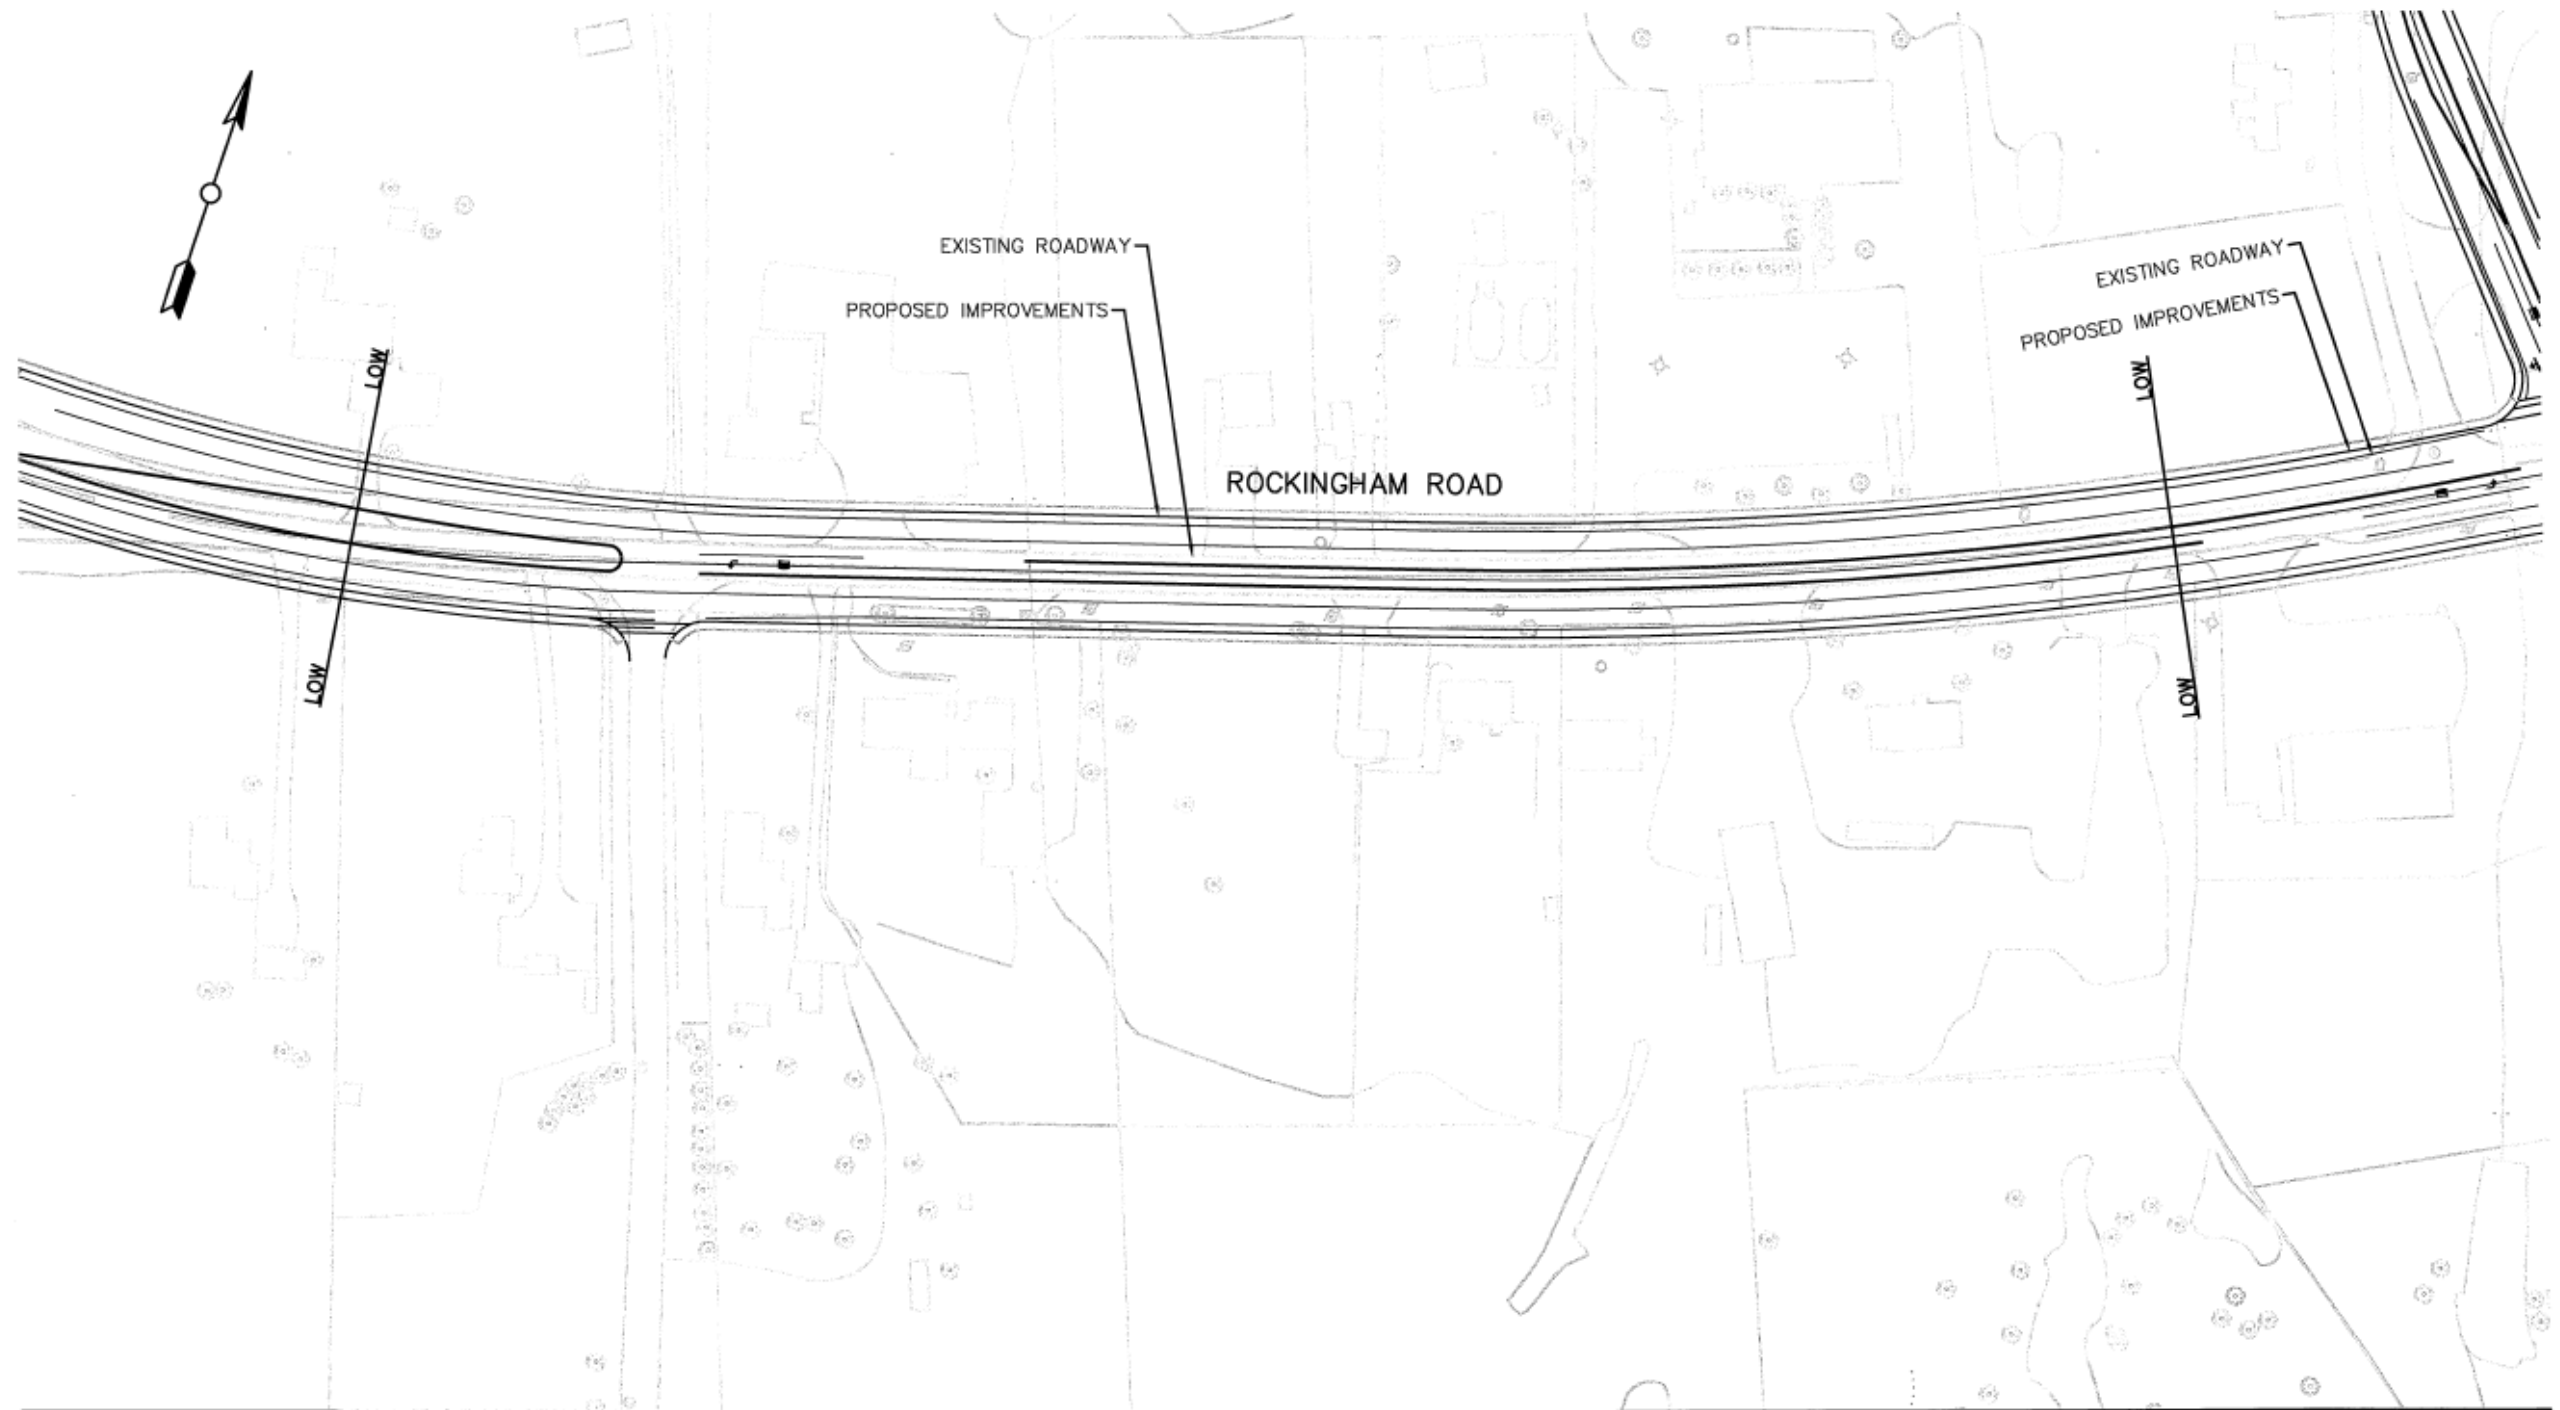 EXISTING ROADWAY
PROPOSED IMPROVEMENTS
EXISTING ROADWAY
PROPOSED IMPROVEMENTS
LOW
LOW
ROCKINGHAM ROAD
LOW
LOW